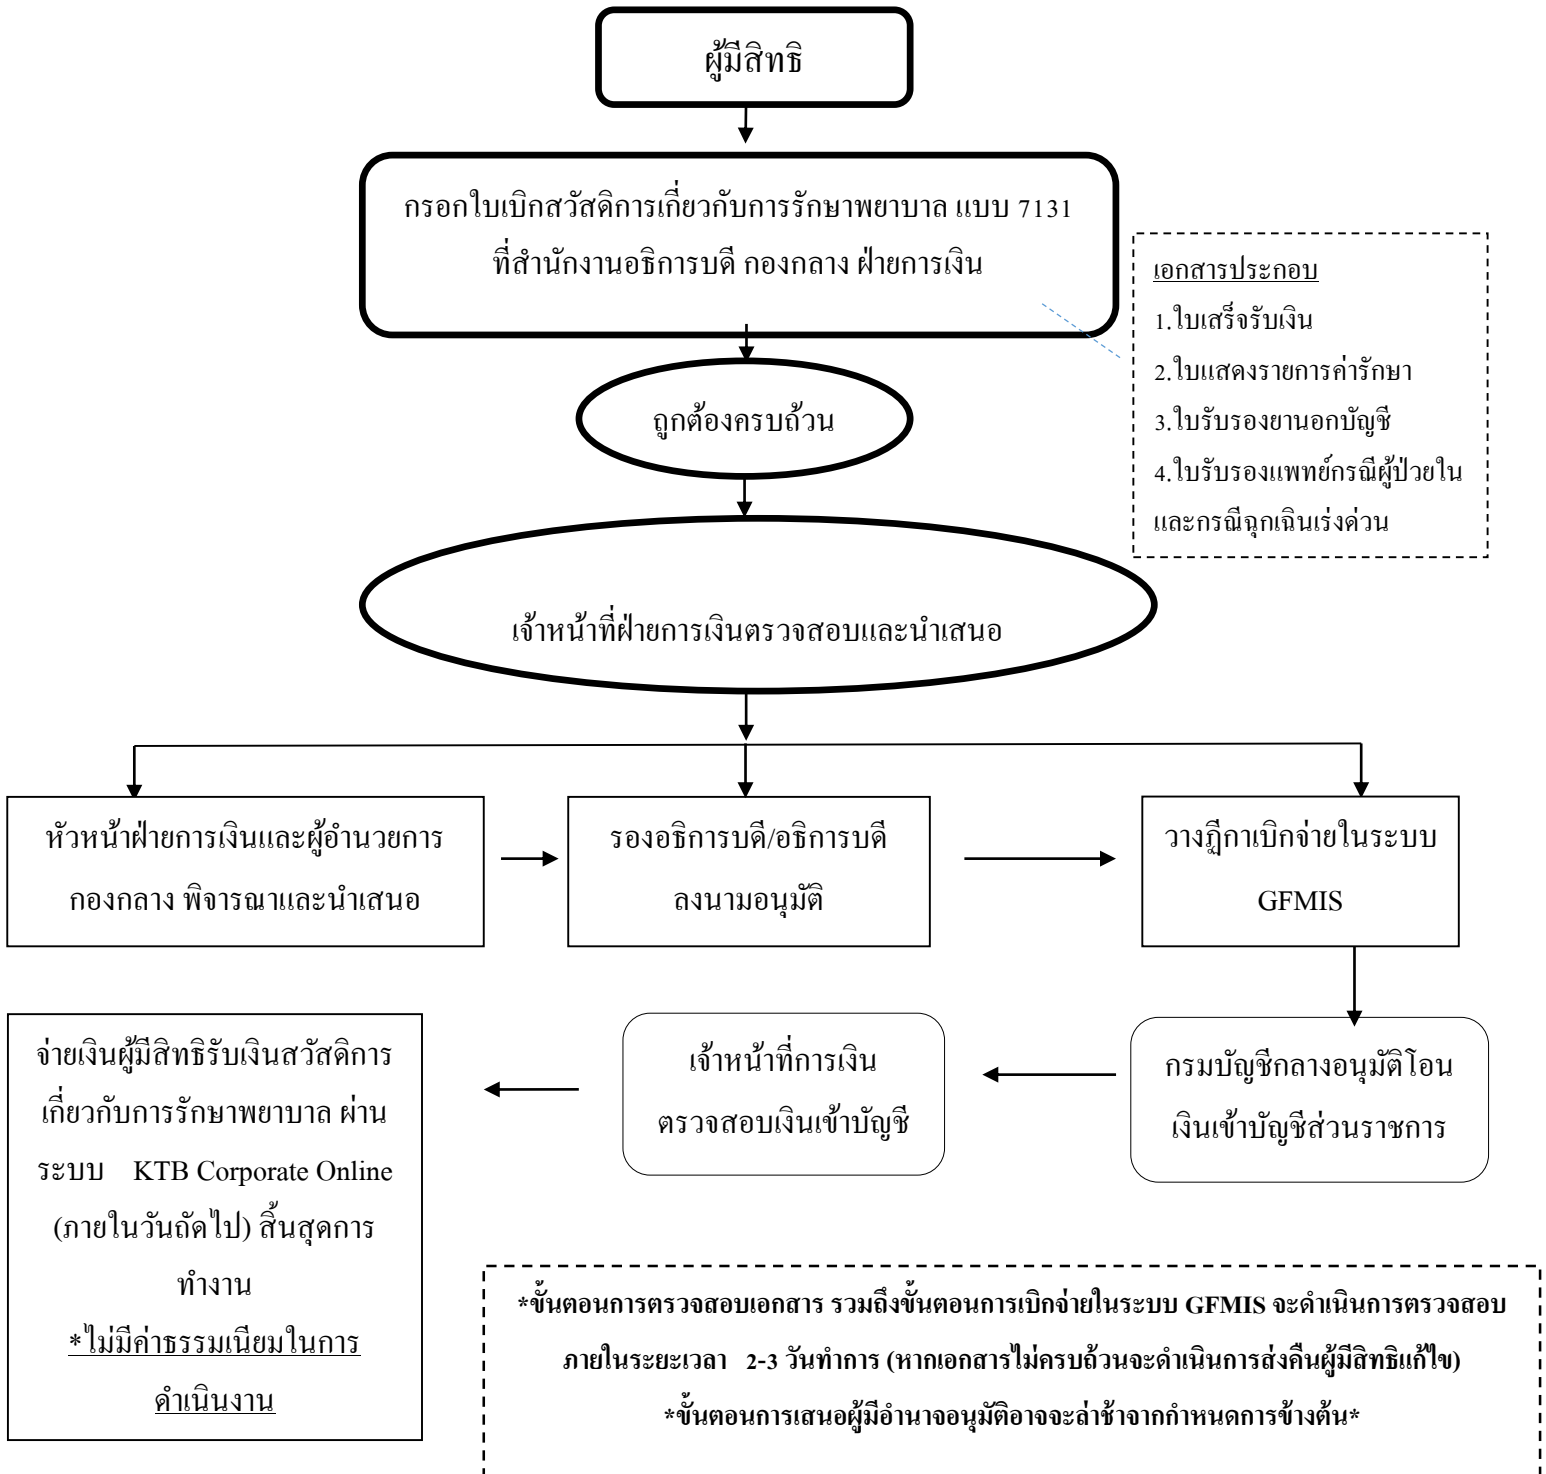 ผู้มีสิทธิ
กรอกใบเบิกสวัสดิการเกี่ยวกับการรักษาพยาบาล แบบ 7131
ที่สำนักงานอธิการบดี กองกลาง ฝ่ายการเงิน
เอกสารประกอบ
1.ใบเสร็จรับเงิน
2.ใบแสดงรายการค่ารักษา
3.ใบรับรองยานอกบัญชี
4.ใบรับรองแพทย์กรณีผู้ป่วยใน
และกรณีฉุกเฉินเร่งด่วน
ถูกต้องครบถ้วน
เจ้าหน้าที่ฝ่ายการเงินตรวจสอบและนำเสนอ
หัวหน้าฝ่ายการเงินและผู้อำนวยการ
กองกลาง พิจารณาและนำเสนอ
รองอธิการบดี/อธิการบดี
ลงนามอนุมัติ
วางฎีกาเบิกจ่ายในระบบ
GFMIS
กรมบัญชีกลางอนุมัติโอน
เงินเข้าบัญชีส่วนราชการ
เจ้าหน้าที่การเงิน
ตรวจสอบเงินเข้าบัญชี
จ่ายเงินผู้มีสิทธิรับเงินสวัสดิการ
เกี่ยวกับการรักษาพยาบาล ผ่าน
ระบบ KTB Corporate Online
(ภายในวันถัดไป) สิ้นสุดการ
ทำงาน
*ไม่มีค่าธรรมเนียมในการ
ดำเนินงาน
*ขั้นตอนการตรวจสอบเอกสาร รวมถึงขั้นตอนการเบิกจ่ายในระบบ GFMIS จะดำเนินการตรวจสอบ
ภายในระยะเวลา 2-3 วันทำการ (หากเอกสารไม่ครบถ้วนจะดำเนินการส่งคืนผู้มีสิทธิแก้ไข)
*ขั้นตอนการเสนอผู้มีอำนาจอนุมัติอาจจะล่าช้าจากกำหนดการข้างต้น*